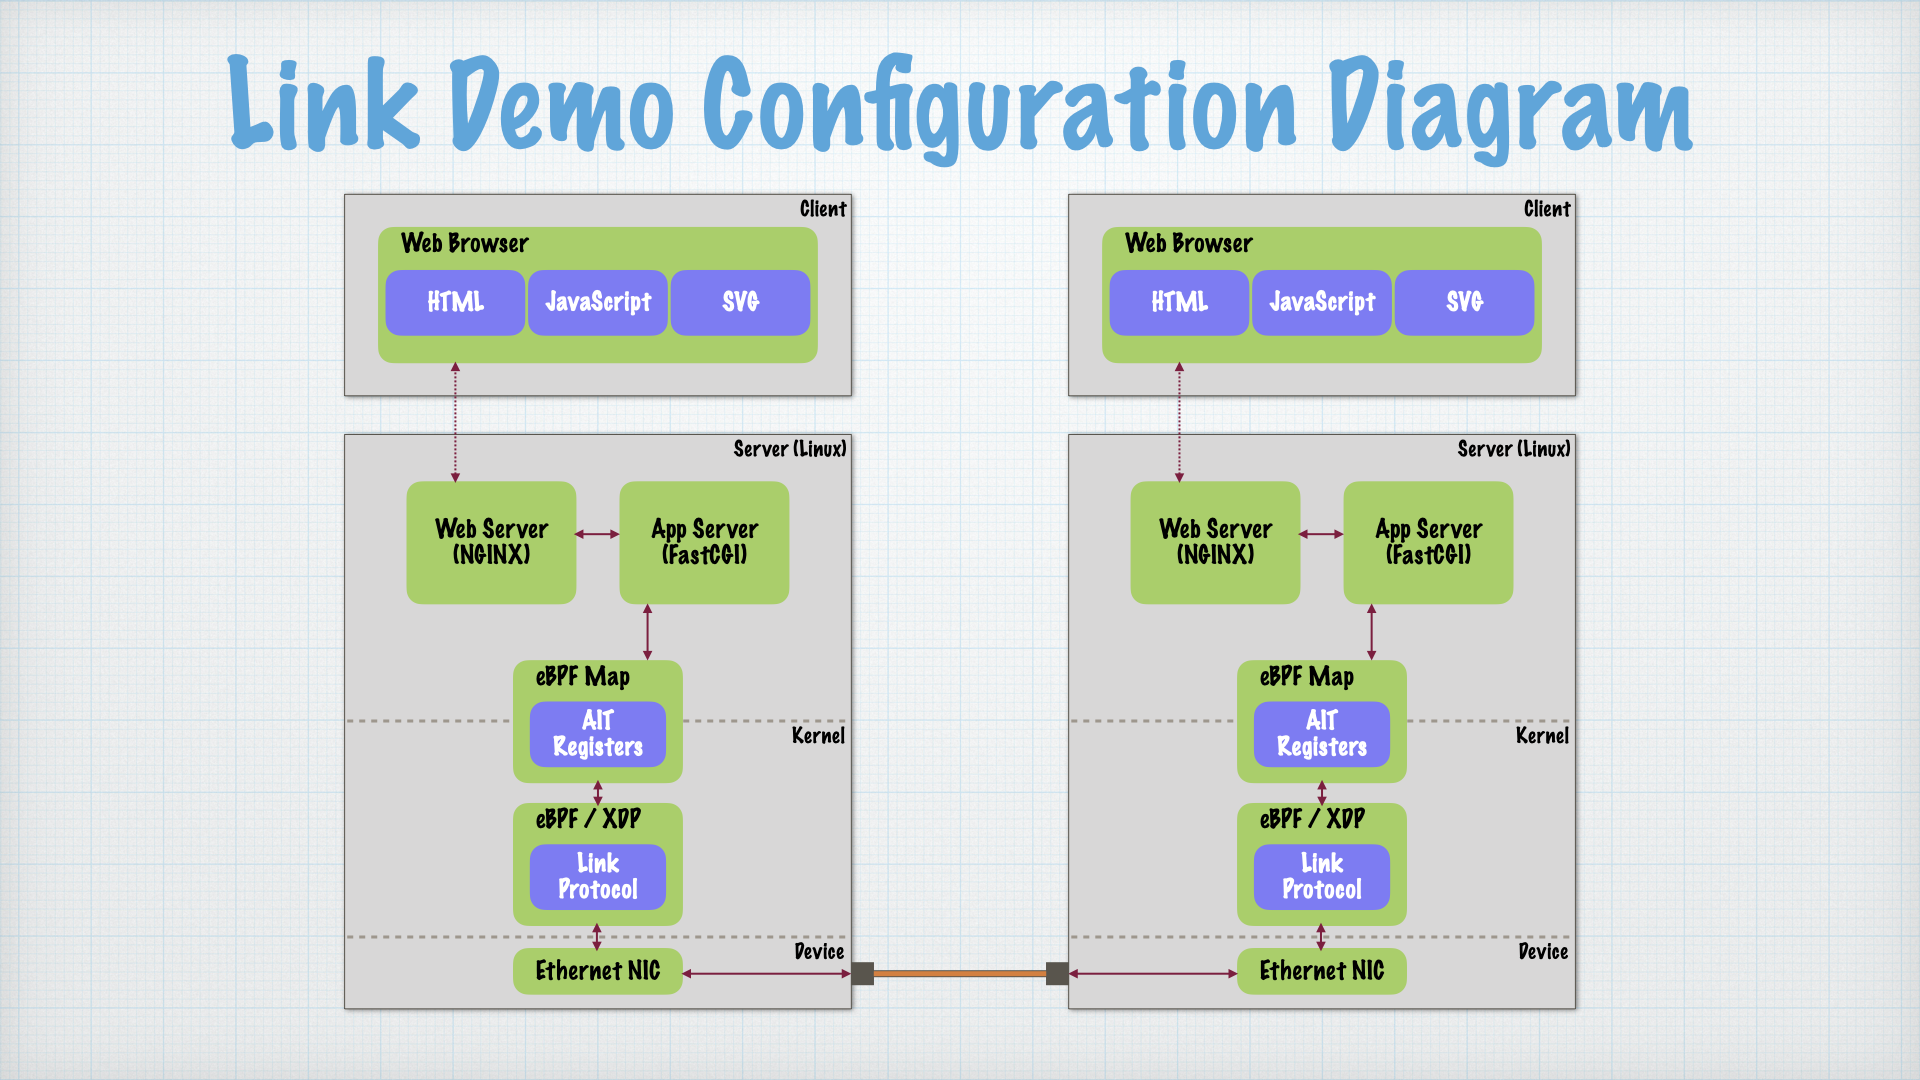 Link Demo Configuration Diagram
Client
Web Browser
HTML
JavaScript
SVG
Server (Linux)
Web Server
(NGINX)
App Server
(FastCGI)
eBPF Map
AIT
Registers
Kernel
eBPF / XDP
Link
Protocol
Device
Ethernet NIC
Client
Web Browser
HTML
JavaScript
SVG
Server (Linux)
Web Server
(NGINX)
App Server
(FastCGI)
eBPF Map
AIT
Registers
Kernel
eBPF / XDP
Link
Protocol
Device
Ethernet NIC